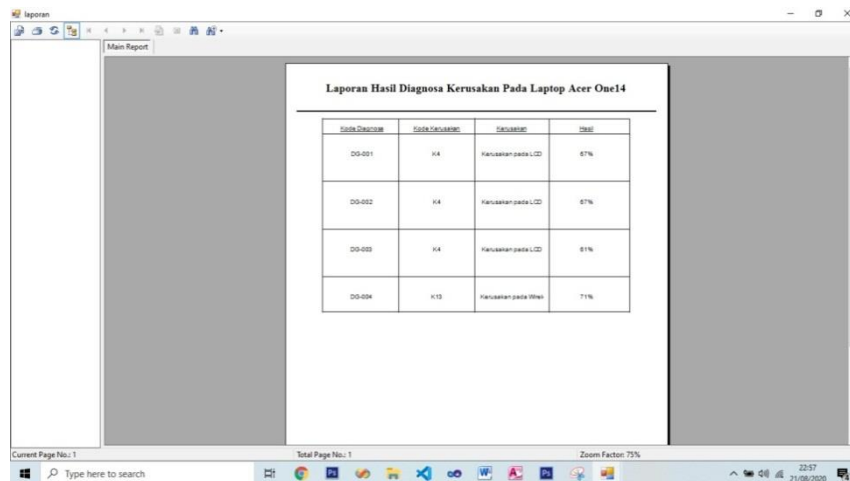 laporan
Main Report
Laporan Hasil Diagnosa Kerusakan Pada Laptop Acer One14
Kode Diagnosa Kode Kerusakan Kerusakan Hasil
DG-001 K4 Kerusakan pada LCD 67%
DG-002 K4 Kerusakan pada LCD 67%
DG-003 K4 Kerusakan pada LCD 61%
DG-004 K13 Kerusakan pada 71%
Current Page No.: 1 Total Page No.: 1 Zoom Factor: 75%
Type here to search
22:57
21/08/2020